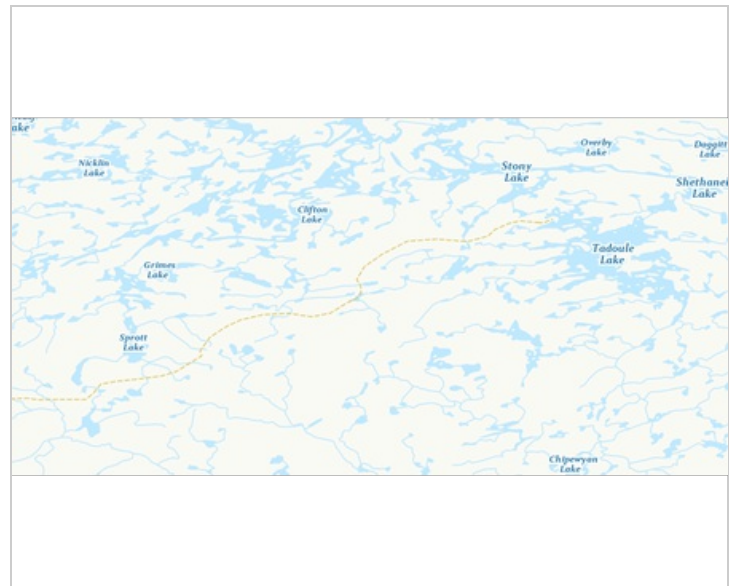 ake
Nicklin
Lake
Overby
Lake
Daggitt
Lake
Stony
Lake
Shethanei
Lake
Clifton
Lake
Tadoule
Lake
Grimes
Lake
Sprott
Lake
Chipewyan
Lake